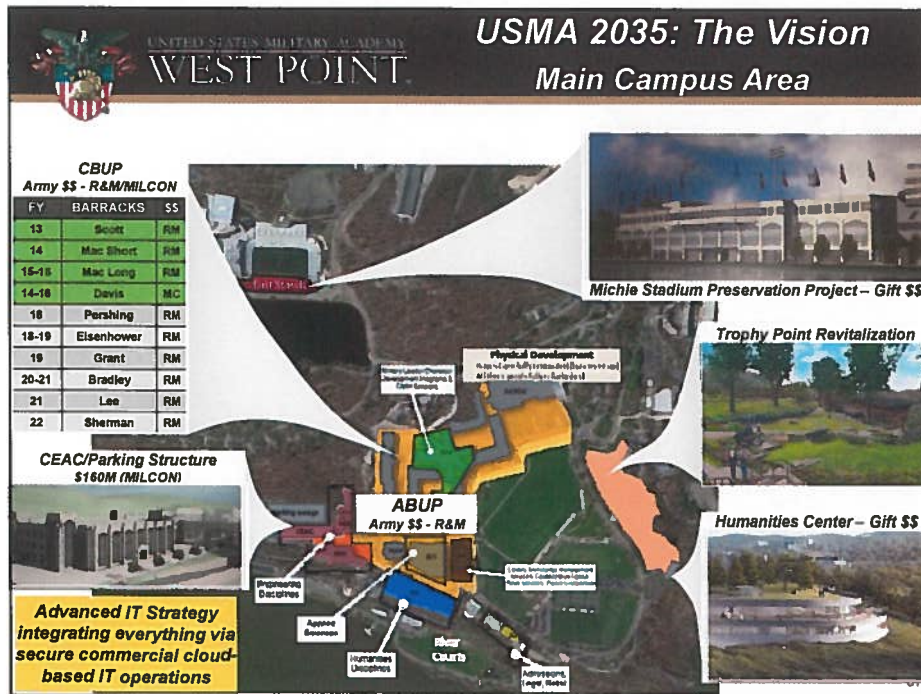 UNITED STATES MILITARY ACADEMY
WEST POINT
USMA 2035: The Vision
Main Campus Area
CBUP
Army $$ - R&M/MILCON
FY BARRACKS $$
13 Scott RM
14 Mac Short RM
15-16 Mac Long RM
14-16 Davis MC
18 Pershing RM
18-19 Eisenhower RM
19 Grant RM
20-21 Bradley RM
21 Lee RM
22 Sherman RM
Michie Stadium Preservation Project – Gift $$
Trophy Point Revitalization
Physical Development
CEAC/Parking Structure
$160M (MILCON)
ABUP
Army $$ - R&M
Humanities Center – Gift $$
Engineering
Disciplines
Humanities
Disciplines
Courts
Admissions,
Advanced IT Strategy
integrating everything via
secure commercial cloud-
based IT operations